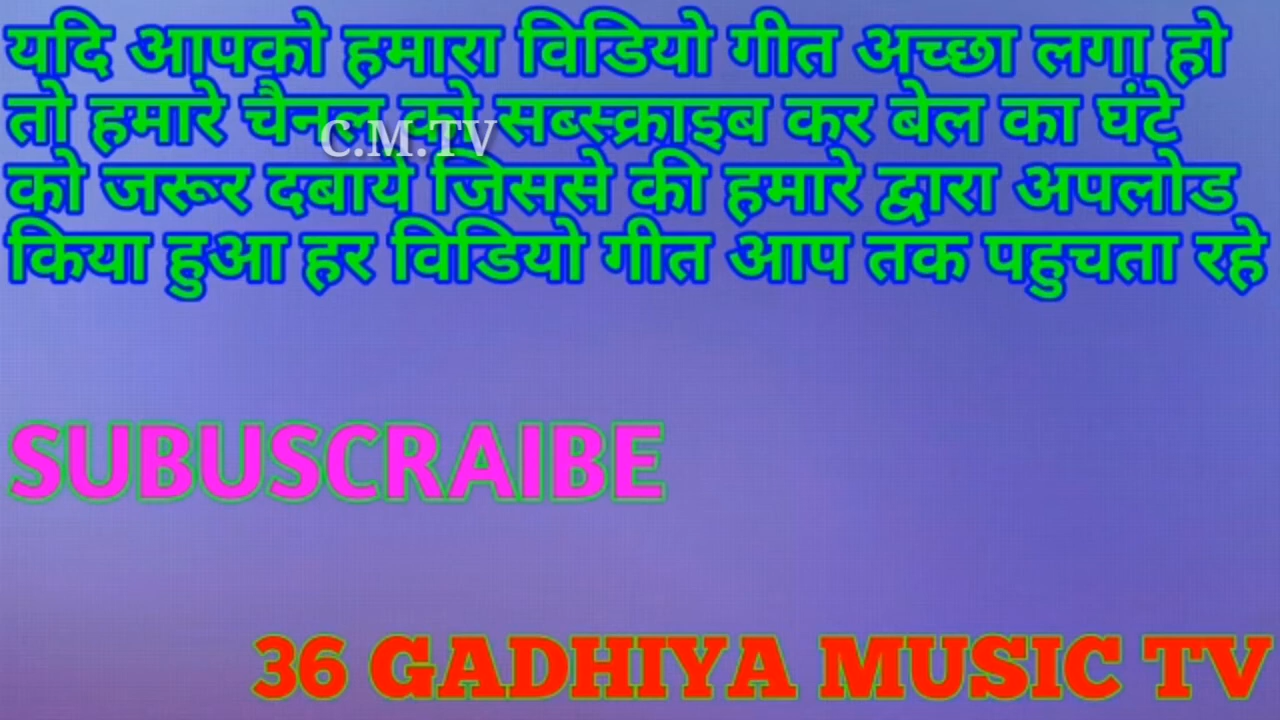 यदि आपको हमारा विडियो गीत अच्छा लगा हो
तो हमारे चैनल को सब्स्क्राइब कर बेल का घंटे
C.M.TV
को जरूर दबाये जिससे की हमारे द्वारा अपलोड
किया हुआ हर विडियो गीत आप तक पहुचता रहे
SUBUSCRAIBE
36 GADHIYA MUSIC TV